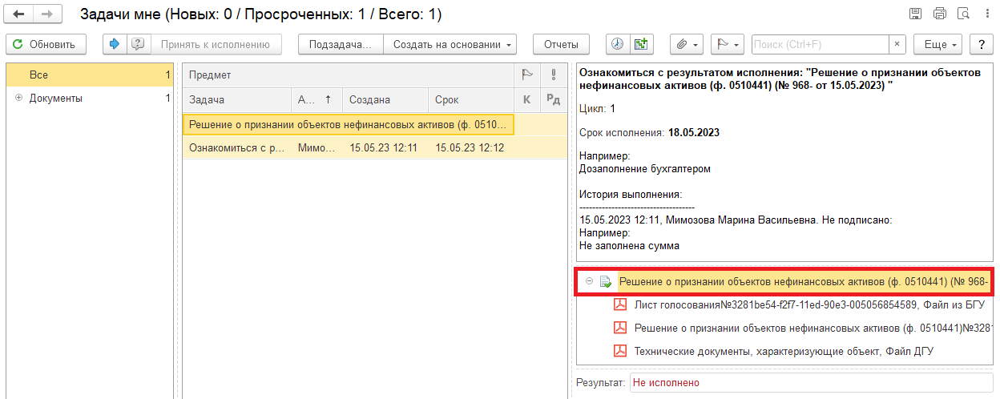 Задачи мне (Новых: 0 / Просроченных: 1 / Всего: 1)
Обновить
Принять к исполнению
Подзадача...
Создать на основании
Отчеты
Поиск (Ctrl+F)
×
Еще
?
Все 1
Документы 1
Предмет
Задача А... ↑ Создана Срок К Рд
Решение о признании объектов нефинансовых активов (ф. 0510...
Ознакомиться с р... Мимо... 15.05.23 12:11 15.05.23 12:12
Ознакомиться с результатом исполнения: "Решение о признании объектов
нефинансовых активов (ф. 0510441) (№ 968- от 15.05.2023) "
Цикл: 1
Срок исполнения: 18.05.2023
Например:
Дозаполнение бухгалтером
История выполнения:
------------------------------------
15.05.2023 12:11, Мимозова Марина Васильевна. Не подписано:
Например:
Не заполнена сумма
Решение о признании объектов нефинансовых активов (ф. 0510441) (№ 968-
Лист голосования№3281be54-f2f7-11ed-90e3-005056854589, Файл из БГУ
Решение о признании объектов нефинансовых активов (ф. 0510441)№3281
Технические документы, характеризующие объект, Файл ДГУ
Результат: Не исполнено